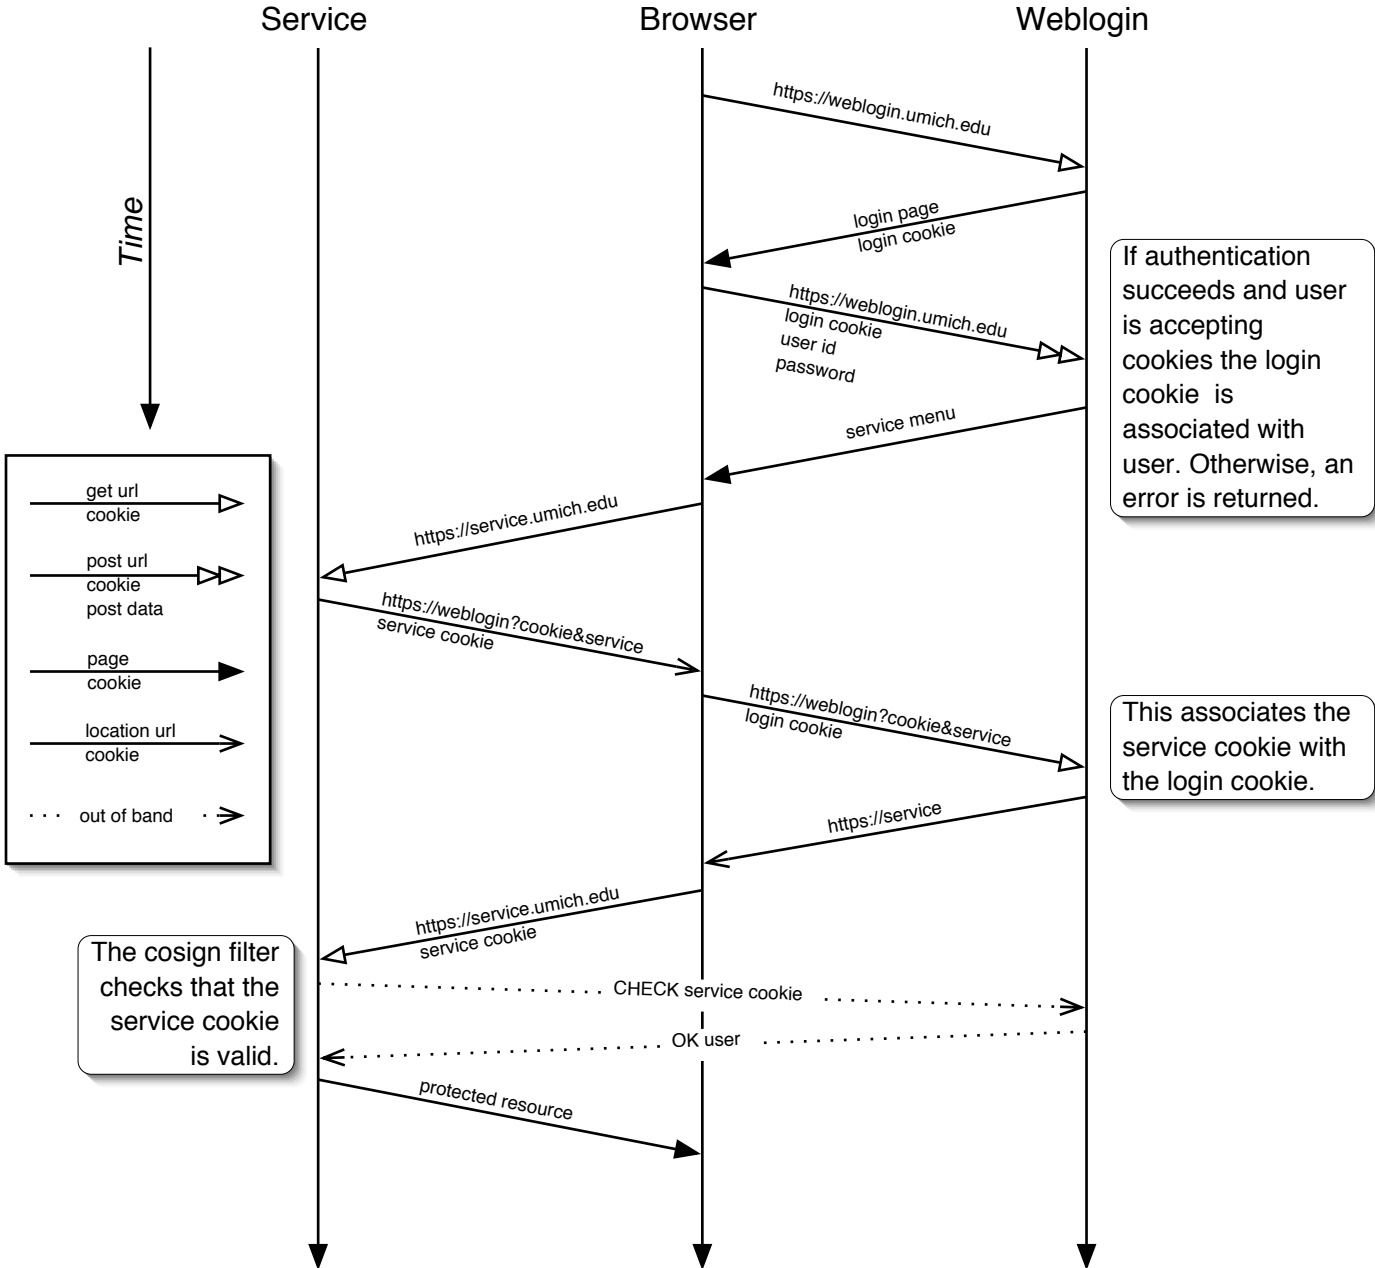 Service
Browser
Weblogin
Time
https://weblogin.umich.edu
login page
login cookie
https://weblogin.umich.edu
login cookie
user id
password
If authentication
succeeds and user
is accepting
cookies the login
cookie is
associated with
user. Otherwise, an
error is returned.
service menu
get url
cookie
post url
cookie
post data
page
cookie
location url
cookie
out of band
https://service.umich.edu
https://weblogin?cookie&service
service cookie
https://weblogin?cookie&service
login cookie
This associates the
service cookie with
the login cookie.
https://service
https://service.umich.edu
service cookie
The cosign filter
checks that the
service cookie
is valid.
CHECK service cookie
OK user
protected resource